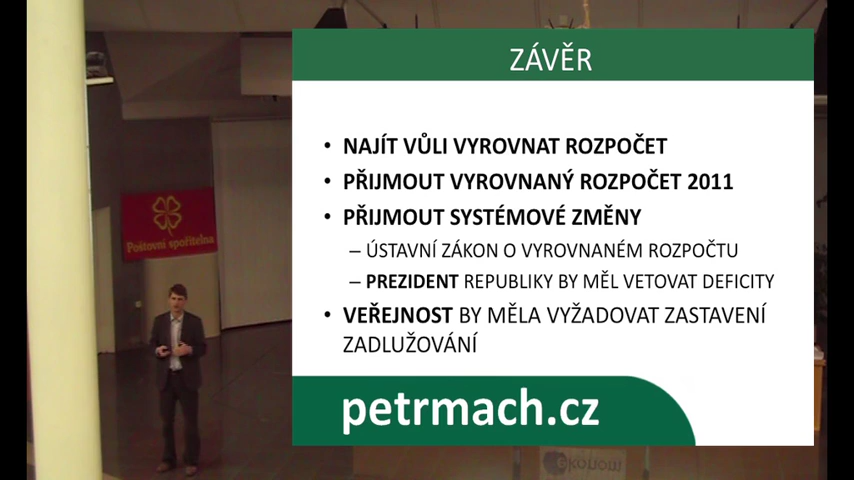 ZÁVĚR
• NAJÍT VŮLI VYROVNAT ROZPOČET
• PŘIJMOUT VYROVNANÝ ROZPOČET 2011
• PŘIJMOUT SYSTÉMOVÉ ZMĚNY
– ÚSTAVNÍ ZÁKON O VYROVNANÉM ROZPOČTU
– PREZIDENT REPUBLIKY BY MĚL VETOVAT DEFICITY
• VEŘEJNOST BY MĚLA VYŽADOVAT ZASTAVENÍ
ZADLUŽOVÁNÍ
petrmach.cz
Poštovní spořitelna
ekonom